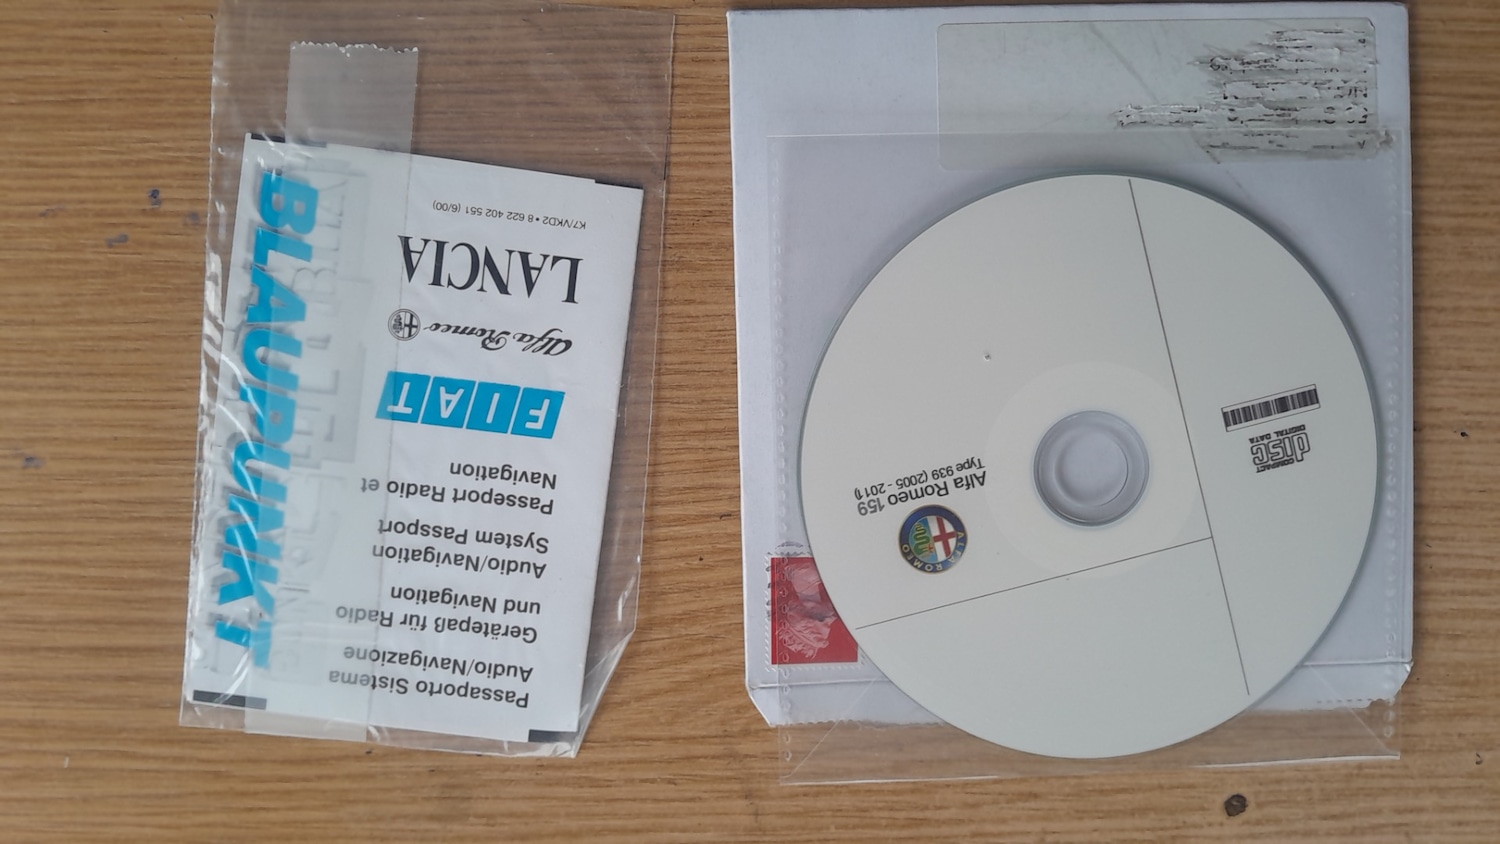 BLAUPUNKT
Passaporto Sistema
Audio/Navigazione
Gerätepaß für Radio
und Navigation
Audio/Navigation
System Passport
Passeport Radio et
Navigation
FIAT
Alfa Romeo
LANCIA
K7/VKD2 • 8 622 402 551 (6/00)
ALFA ROMEO
Alfa Romeo 159
Type 939 (2005 - 2011)
COMPACT
disc
DIGITAL DATA